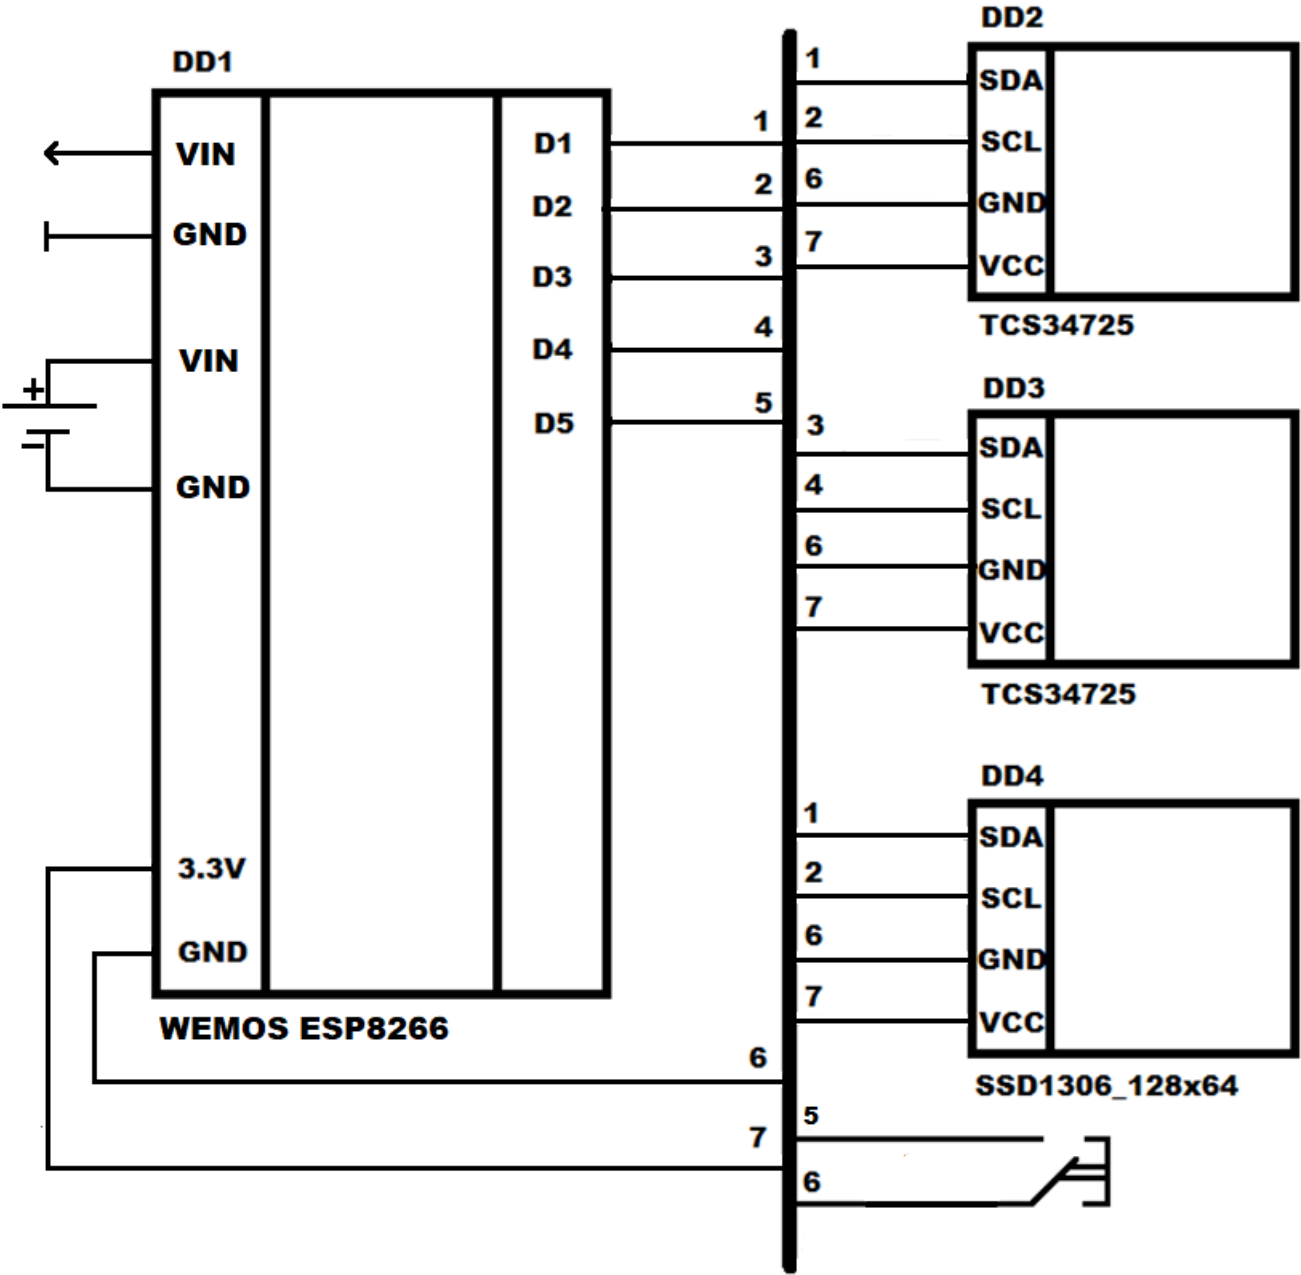 DD1
VIN
GND
VIN
+
−
GND
3.3V
GND
D1
D2
D3
D4
D5
WEMOS ESP8266
1
2
3
4
5
6
7
DD2
1
SDA
2
SCL
6
GND
7
VCC
TCS34725
DD3
3
SDA
4
SCL
6
GND
7
VCC
TCS34725
DD4
1
SDA
2
SCL
6
GND
7
VCC
SSD1306_128x64
5
6